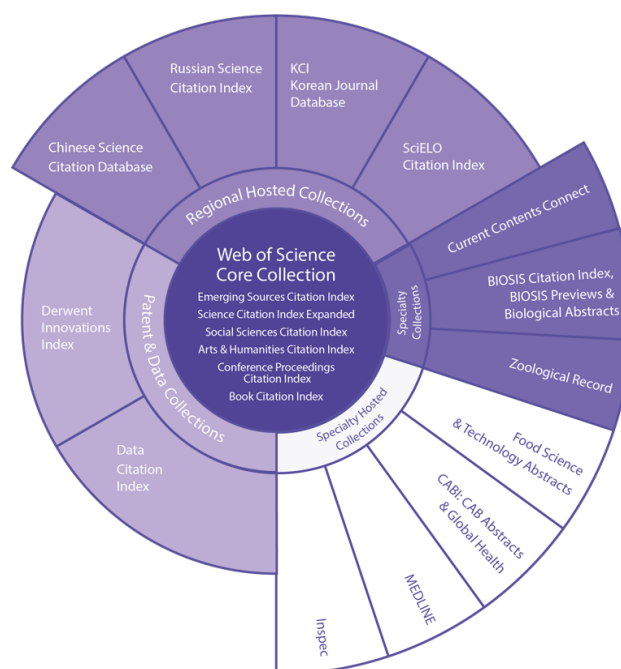 Russian Science
Citation Index
KCI
Korean Journal
Database
Chinese Science
Citation Database
SciELO
Citation Index
Regional Hosted Collections
Current Contents Connect
BIOSIS Citation Index,
BIOSIS Previews &
Biological Abstracts
Zoological Record
Specialty
Collections
Web of Science
Core Collection
Emerging Sources Citation Index
Science Citation Index Expanded
Social Sciences Citation Index
Arts & Humanities Citation Index
Conference Proceedings
Citation Index
Book Citation Index
Patent & Data Collections
Derwent
Innovations
Index
Data
Citation
Index
Specialty Hosted
Collections
Food Science
& Technology Abstracts
CABI: CAB Abstracts
& Global Health
MEDLINE
Inspec